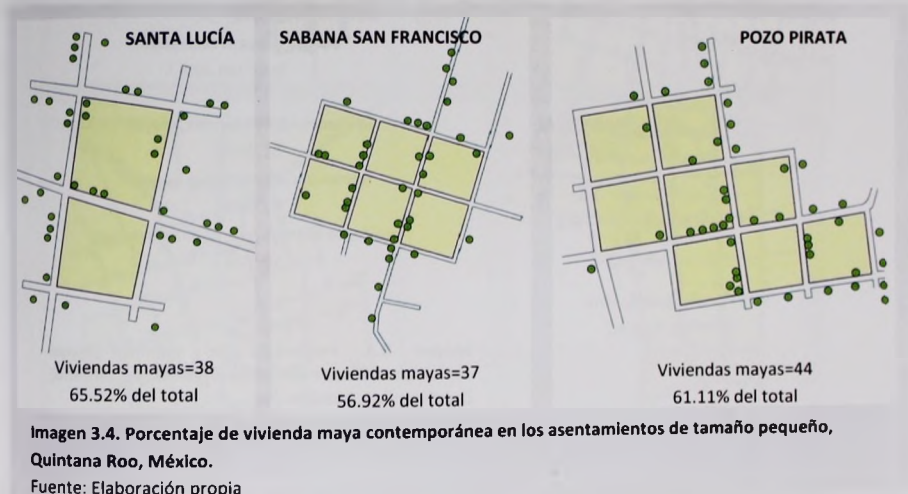 SANTA LUCÍA
SABANA SAN FRANCISCO
POZO PIRATA
Viviendas mayas=38
65.52% del total
Viviendas mayas=37
56.92% del total
Viviendas mayas=44
61.11% del total
Imagen 3.4. Porcentaje de vivienda maya contemporánea en los asentamientos de tamaño pequeño,
Quintana Roo, México.
Fuente: Elaboración propia